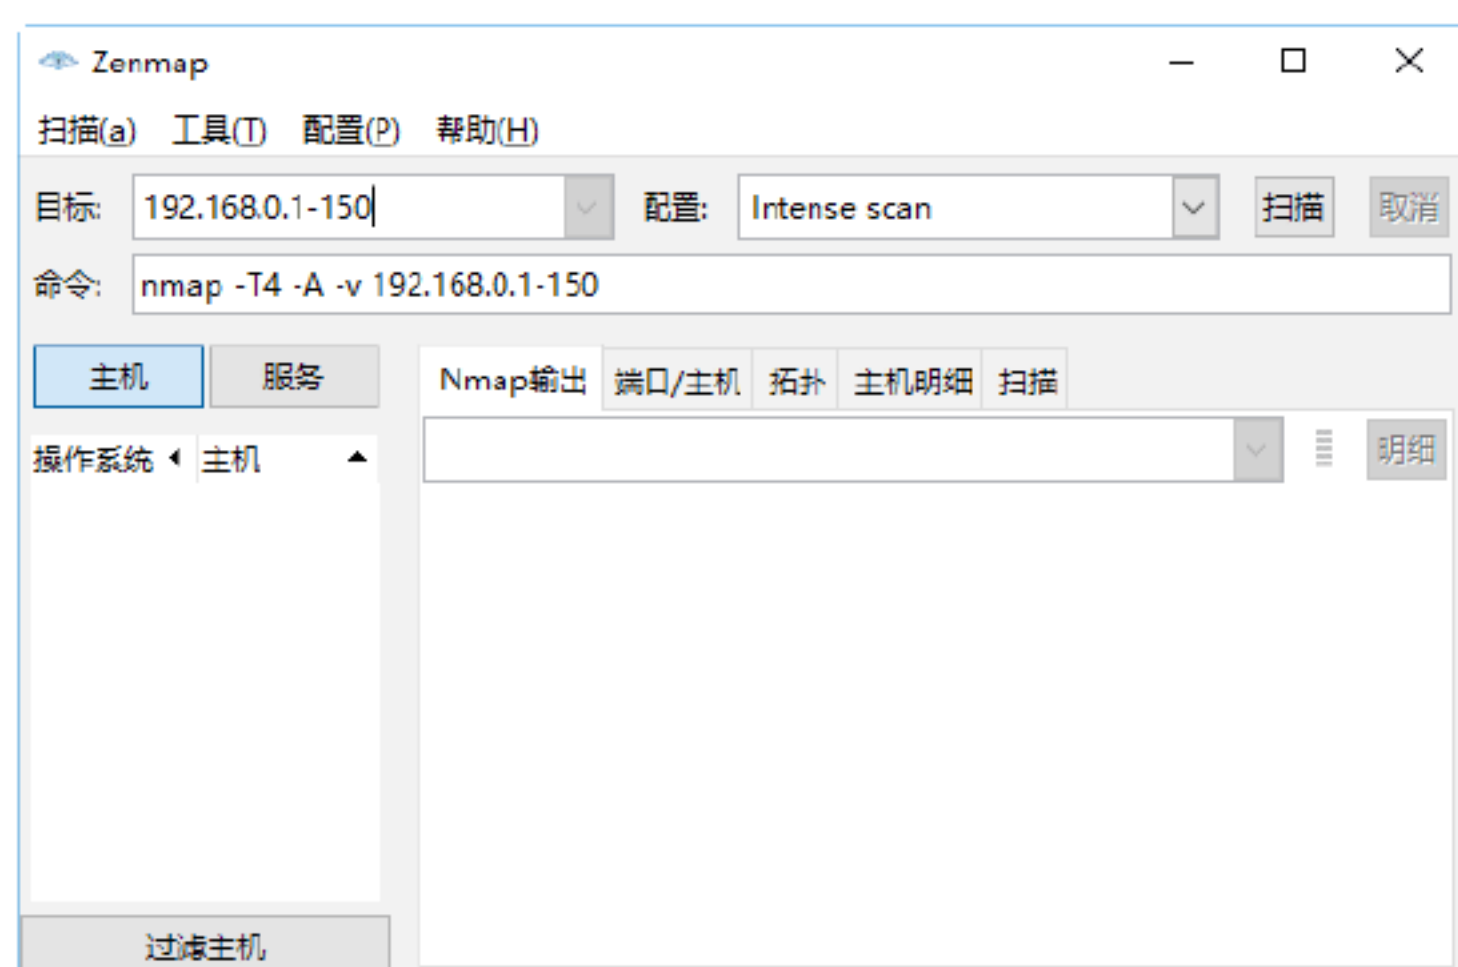 Zenmap
扫描(a) 工具(T) 配置(P) 帮助(H)
目标: 192.168.0.1-150 配置: Intense scan 扫描 取消
命令: nmap -T4 -A -v 192.168.0.1-150
主机 服务 Nmap输出 端口/主机 拓扑 主机明细 扫描
操作系统 主机 明细
过滤主机